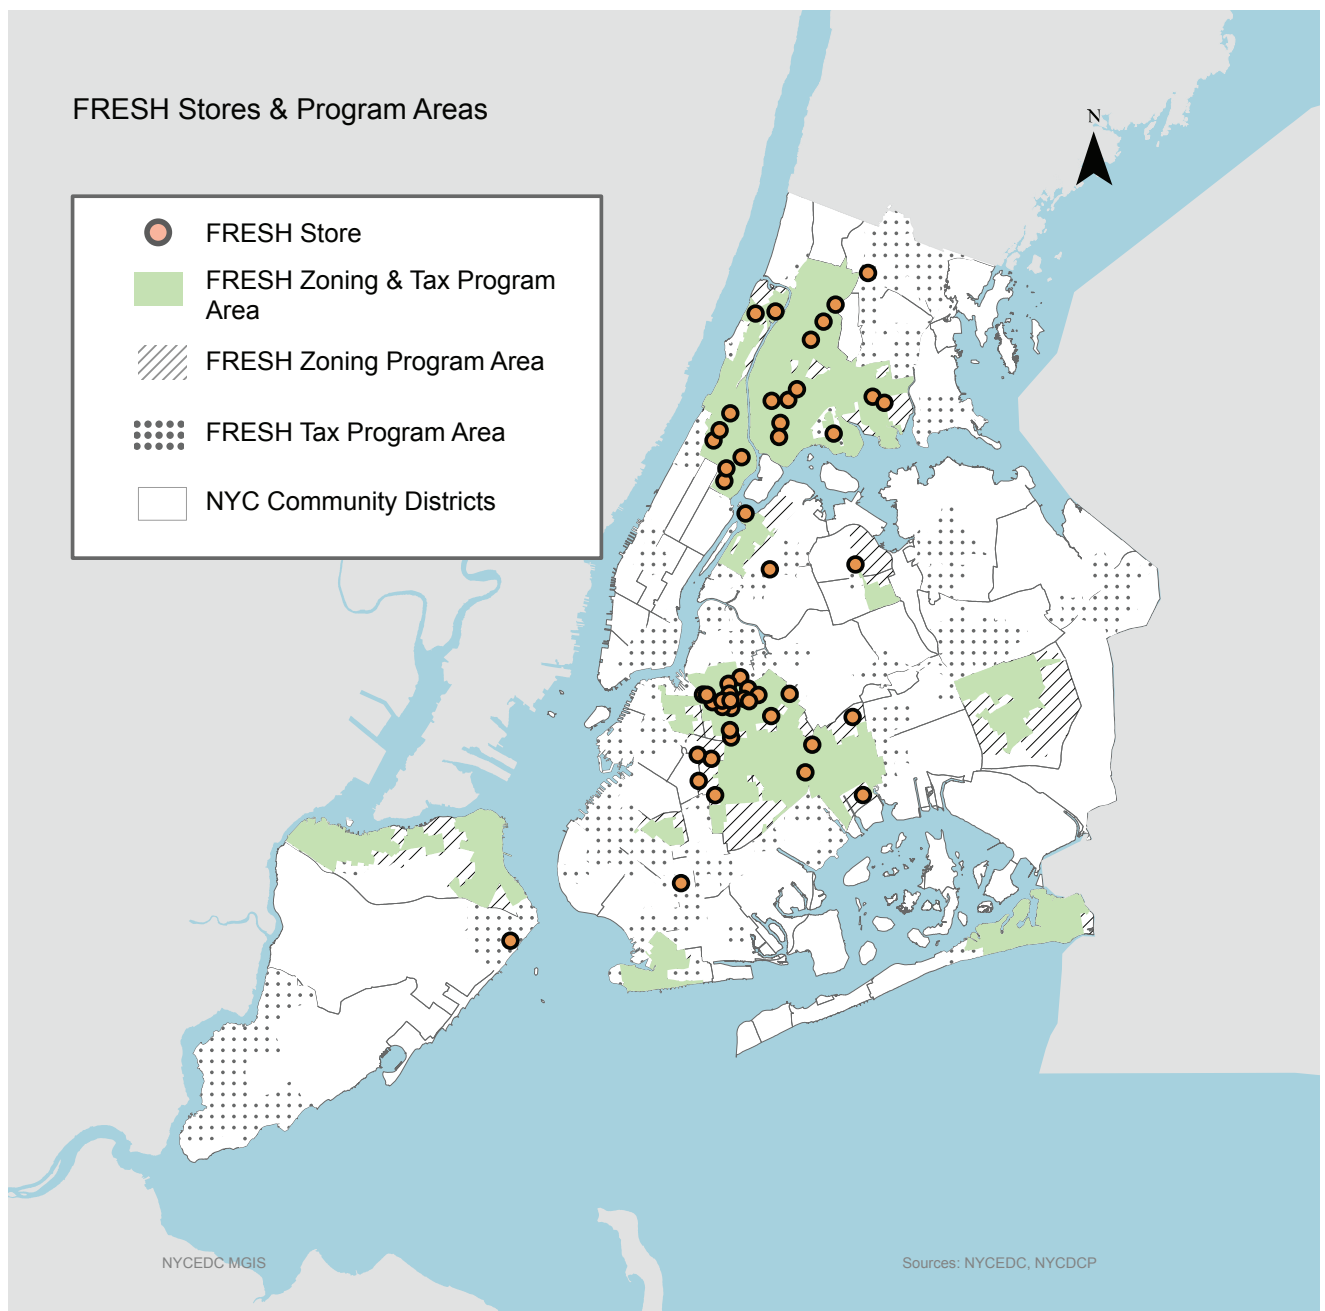 FRESH Stores & Program Areas
N
FRESH Store
FRESH Zoning & Tax Program
Area
FRESH Zoning Program Area
FRESH Tax Program Area
NYC Community Districts
NYCEDC MGIS
Sources: NYCEDC, NYCDCP